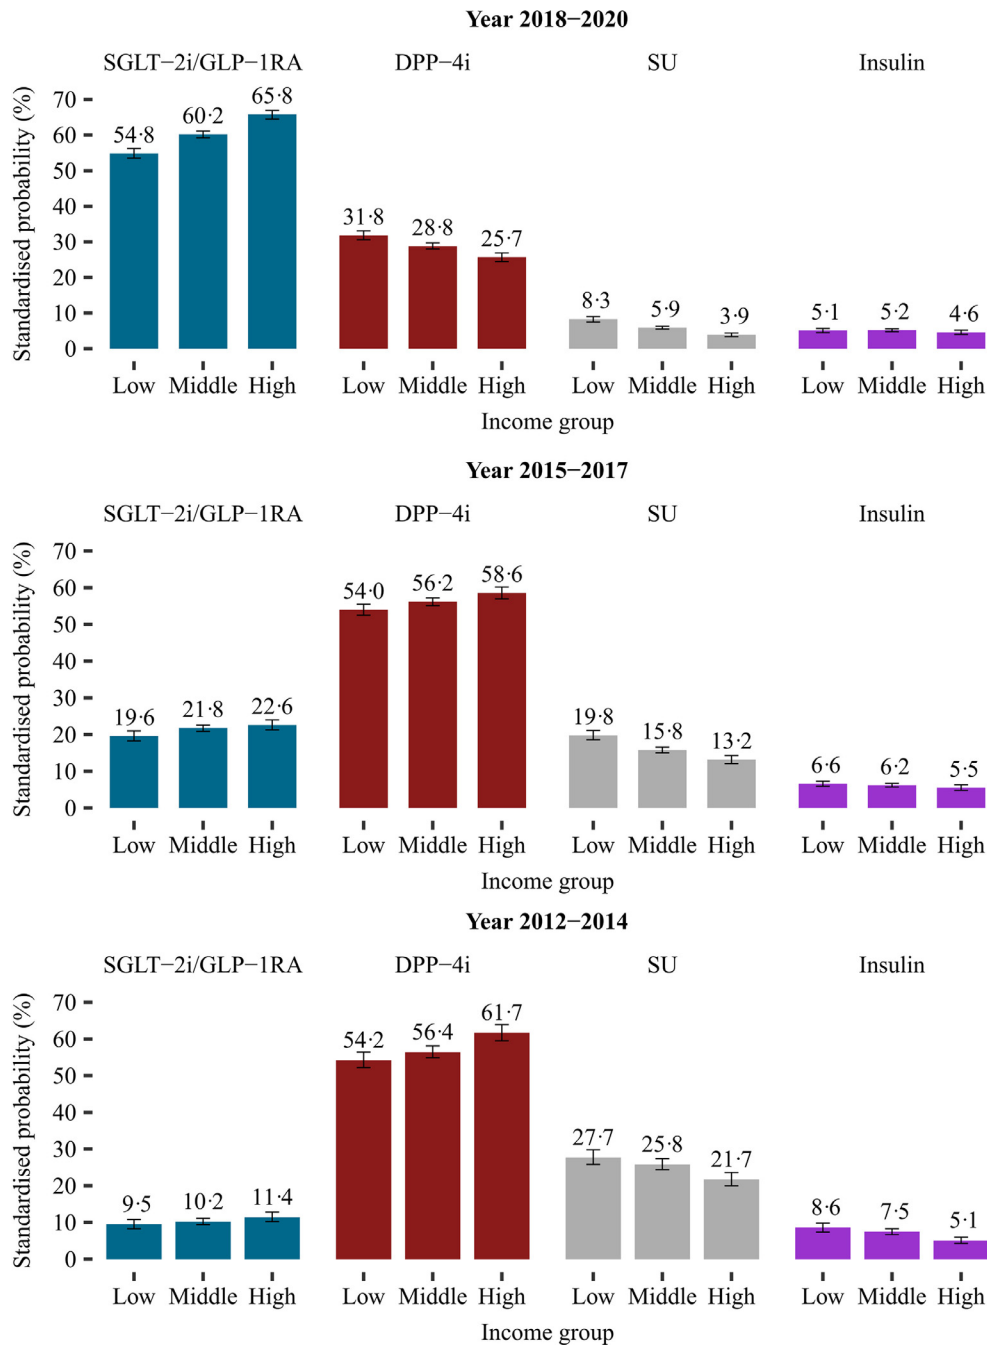 Year 2018−2020
SGLT−2i/GLP−1RA DPP−4i SU Insulin
Standardised probability (%)
70
60
50
40
30
20
10
0
54·8 60·2 65·8
31·8 28·8 25·7
8·3 5·9 3·9
5·1 5·2 4·6
Low Middle High Low Middle High Low Middle High Low Middle High
Income group
Year 2015−2017
SGLT−2i/GLP−1RA DPP−4i SU Insulin
Standardised probability (%)
70
60
50
40
30
20
10
0
19·6 21·8 22·6
54·0 56·2 58·6
19·8 15·8 13·2
6·6 6·2 5·5
Low Middle High Low Middle High Low Middle High Low Middle High
Income group
Year 2012−2014
SGLT−2i/GLP−1RA DPP−4i SU Insulin
Standardised probability (%)
70
60
50
40
30
20
10
0
9·5 10·2 11·4
54·2 56·4 61·7
27·7 25·8 21·7
8·6 7·5 5·1
Low Middle High Low Middle High Low Middle High Low Middle High
Income group